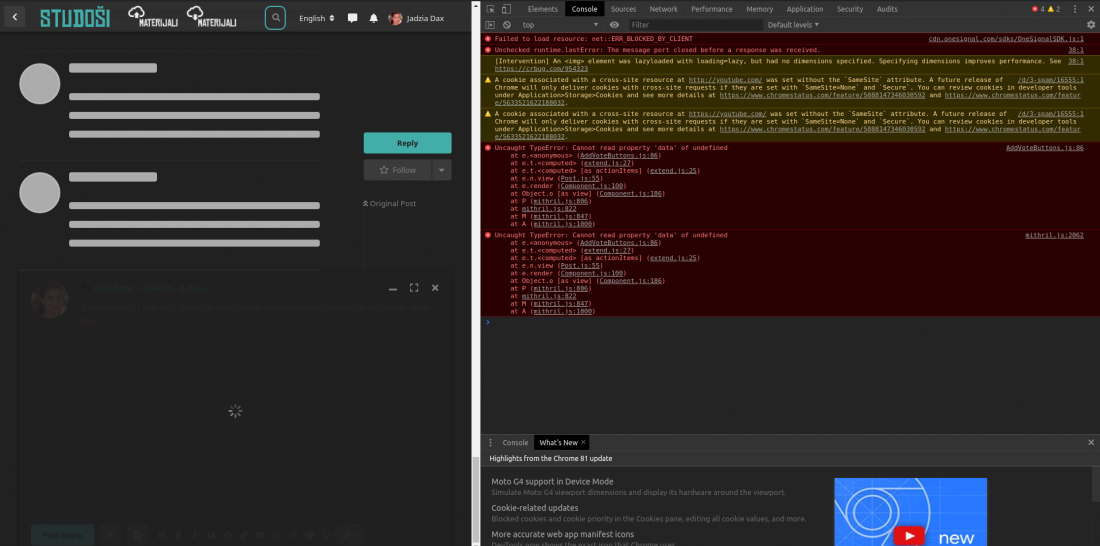 STUDOŠI
MATERIJALI
MATERIJALI
English
Jadzia Dax
Reply
Follow
Original Post
Elements Console Sources Network Performance Memory Application Security Audits
4 2
top
Filter
Default levels
Failed to load resource: net::ERR_BLOCKED_BY_CLIENT cdn.onesignal.com/sdks/OneSignalSDK.js:1
Unchecked runtime.lastError: The message port closed before a response was received. 38:1
[Intervention] An <img> element was lazyloaded with loading=lazy, but had no dimensions specified. Specifying dimensions improves performance. See 38:1
https://crbug.com/954323
A cookie associated with a cross-site resource at http://youtube.com/ was set without the `SameSite` attribute. A future release of /d/3-spam/16555:1
Chrome will only deliver cookies with cross-site requests if they are set with `SameSite=None` and `Secure`. You can review cookies in developer tools
under Application>Storage>Cookies and see more details at https://www.chromestatus.com/feature/5088147346030592 and https://www.chromestatus.com/featur
e/5633521622188032.
A cookie associated with a cross-site resource at https://youtube.com/ was set without the `SameSite` attribute. A future release of /d/3-spam/16555:1
Chrome will only deliver cookies with cross-site requests if they are set with `SameSite=None` and `Secure`. You can review cookies in developer tools
under Application>Storage>Cookies and see more details at https://www.chromestatus.com/feature/5088147346030592 and https://www.chromestatus.com/featur
e/5633521622188032.
Uncaught TypeError: Cannot read property 'data' of undefined AddVoteButtons.js:86
at e.<anonymous> (AddVoteButtons.js:86)
at e.t.<computed> (extend.js:27)
at e.t.<computed> [as actionItems] (extend.js:25)
at e.n.view (Post.js:55)
at e.render (Component.js:100)
at Object.o [as view] (Component.js:186)
at P (mithril.js:806)
at mithril.js:822
at M (mithril.js:847)
at A (mithril.js:1000)
Uncaught TypeError: Cannot read property 'data' of undefined mithril.js:2062
at e.<anonymous> (AddVoteButtons.js:86)
at e.t.<computed> (extend.js:27)
at e.t.<computed> [as actionItems] (extend.js:25)
at e.n.view (Post.js:55)
at e.render (Component.js:100)
at Object.o [as view] (Component.js:186)
at P (mithril.js:806)
at mithril.js:822
at M (mithril.js:847)
at A (mithril.js:1000)
Console What's New
Highlights from the Chrome 81 update
Moto G4 support in Device Mode
Simulate Moto G4 viewport dimensions and display its hardware around the viewport.
Cookie-related updates
Blocked cookies and cookie priority in the Cookies pane, editing all cookie values, and more.
More accurate web app manifest icons
DevTools now shows the exact icon that Chrome uses.
new